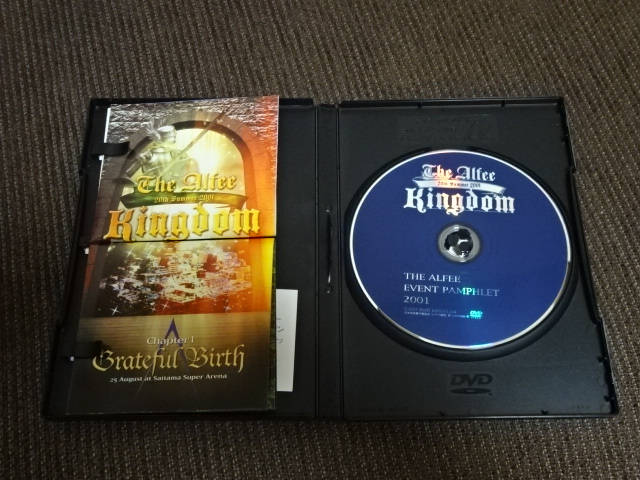 The Alfee
20th Summer 2001
Kingdom
Chapter I
Grateful Birth
25 August at Saitama Super Arena
The Alfee
20th Summer 2001
Kingdom
THE ALFEE
EVENT PAMPHLET
2001
DVD
DVD